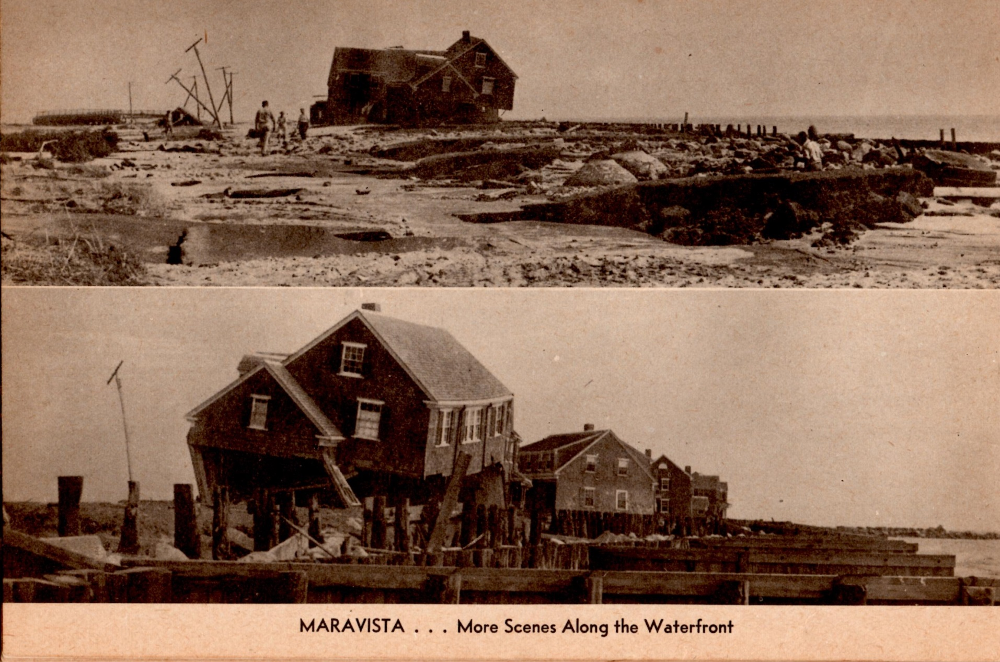 MARAVISTA . . . More Scenes Along the Waterfront